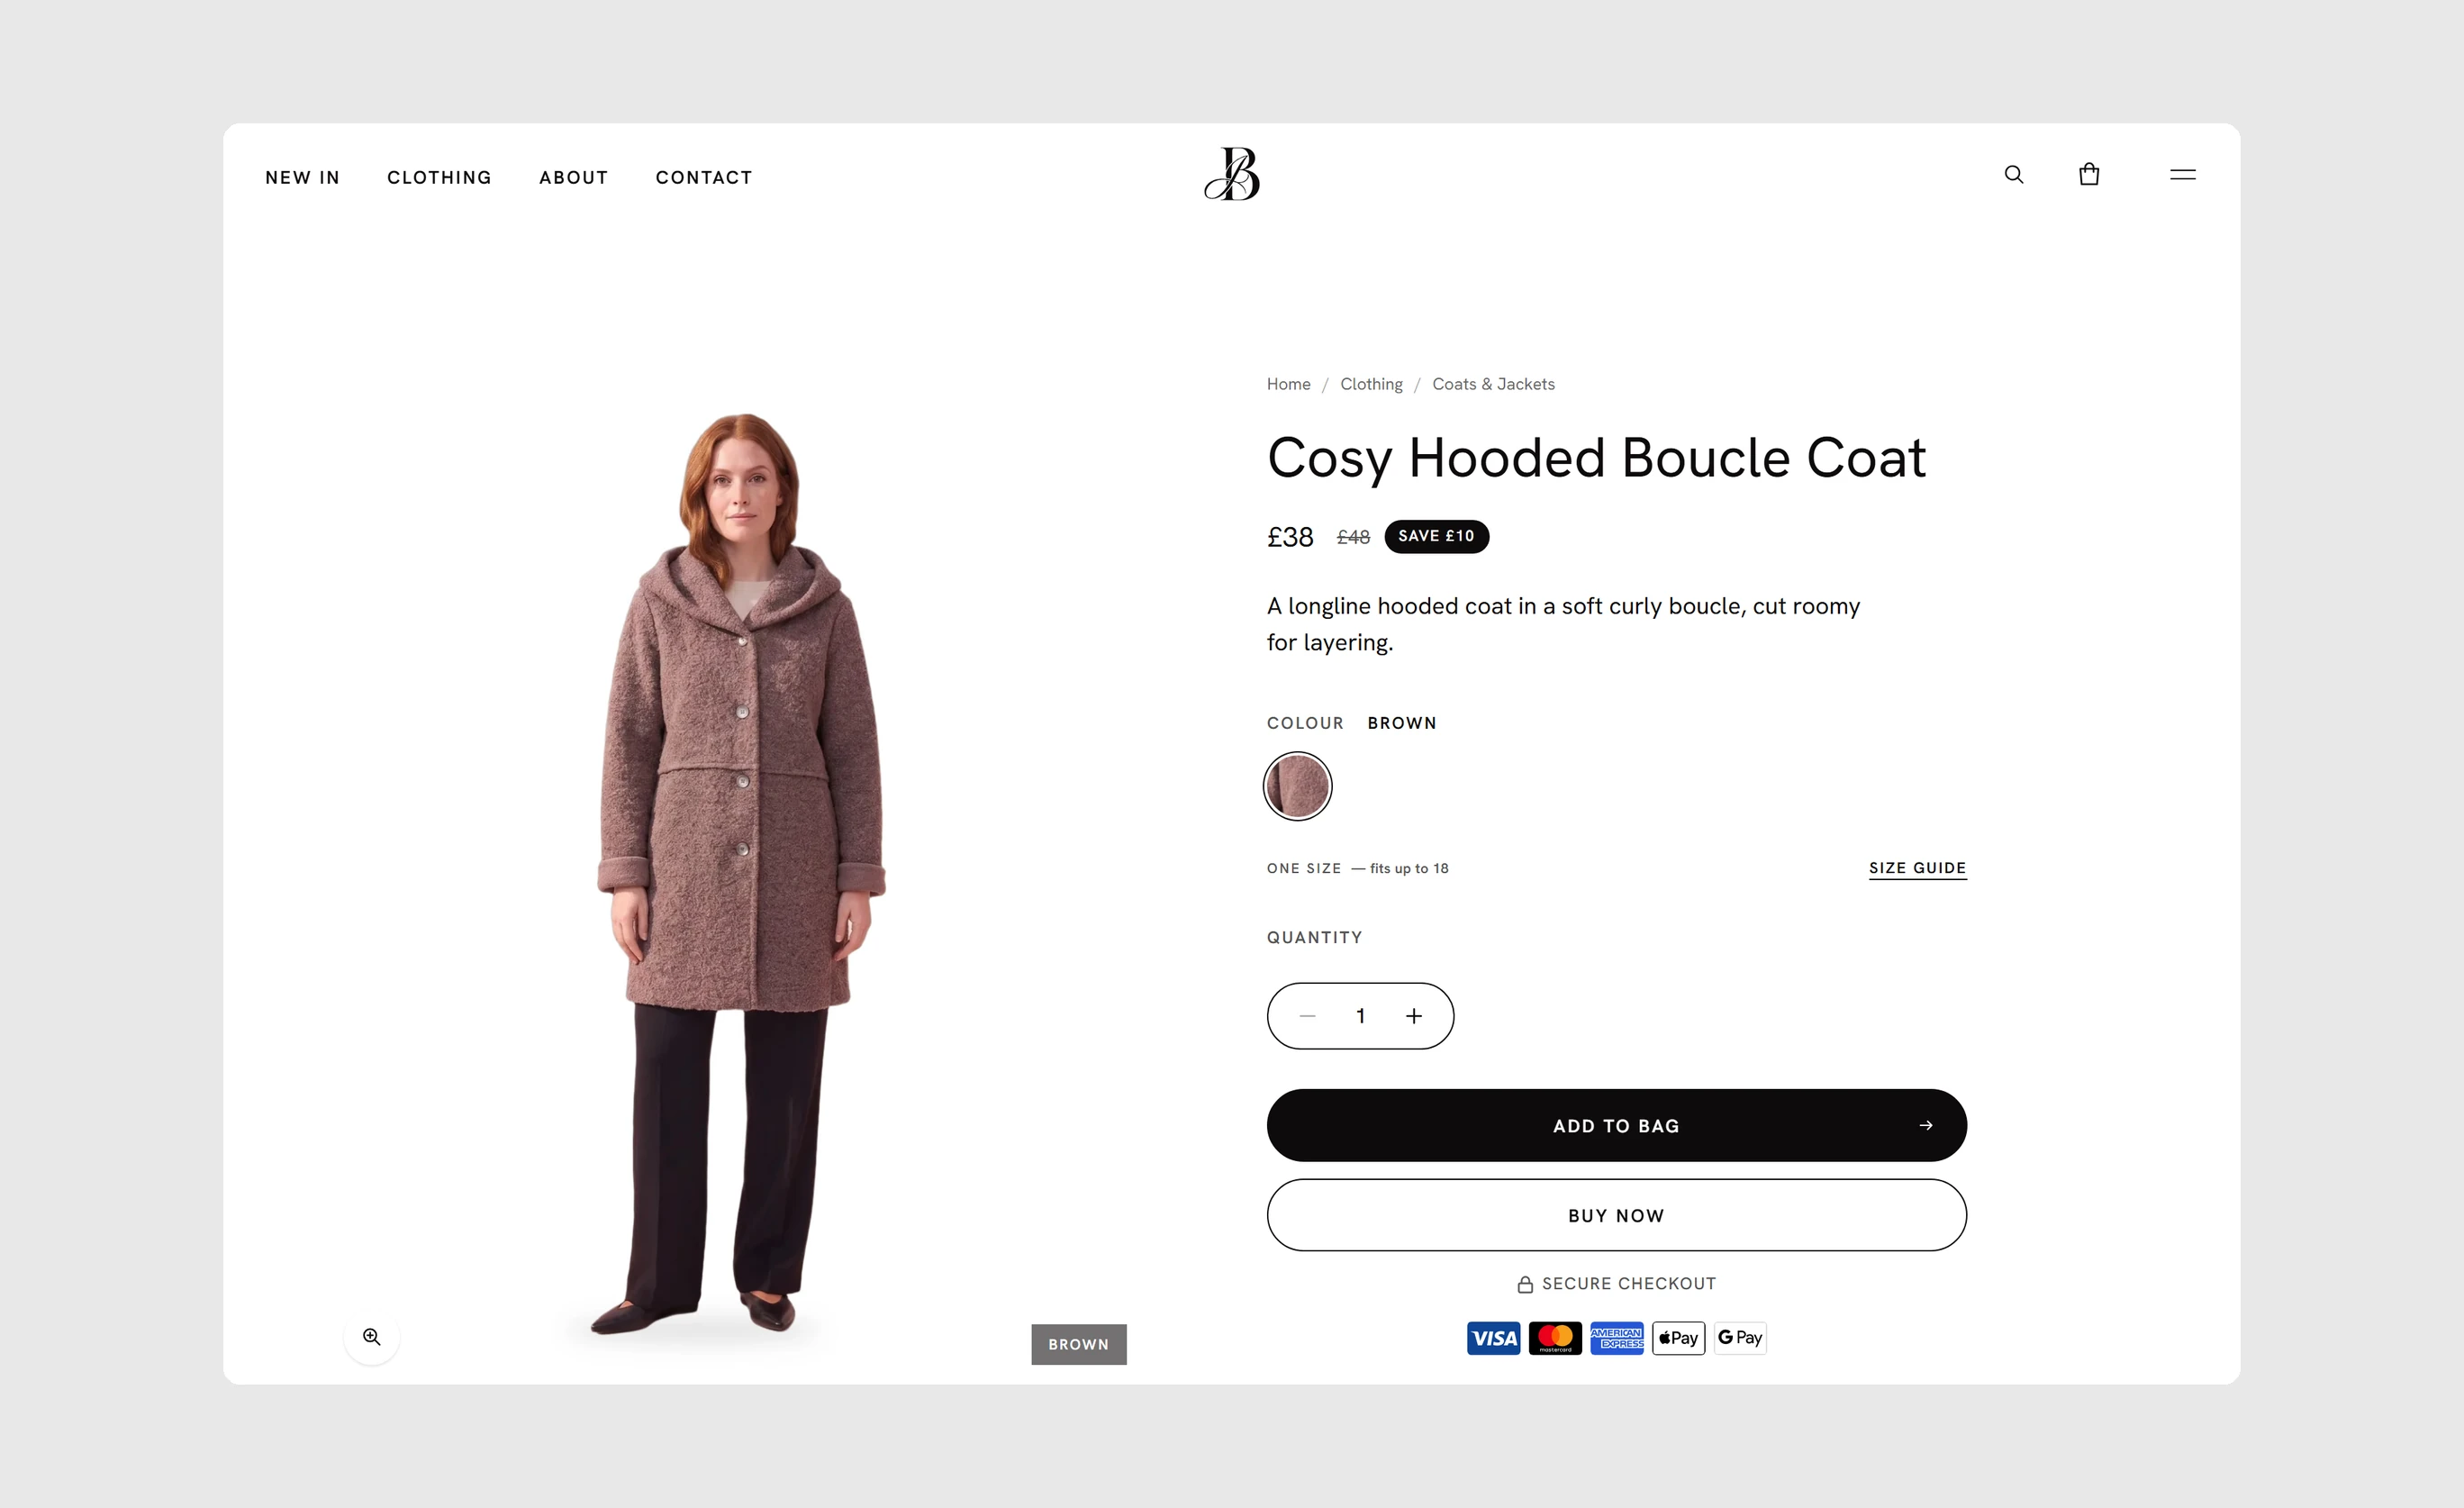 NEW IN CLOTHING ABOUT CONTACT
B
Home / Clothing / Coats & Jackets
Cosy Hooded Boucle Coat
£38 £48 SAVE £10
A longline hooded coat in a soft curly boucle, cut roomy
for layering.
COLOUR BROWN
ONE SIZE — fits up to 18 SIZE GUIDE
QUANTITY
1
ADD TO BAG →
BUY NOW
SECURE CHECKOUT
VISA mastercard AMERICAN EXPRESS Pay G Pay
BROWN